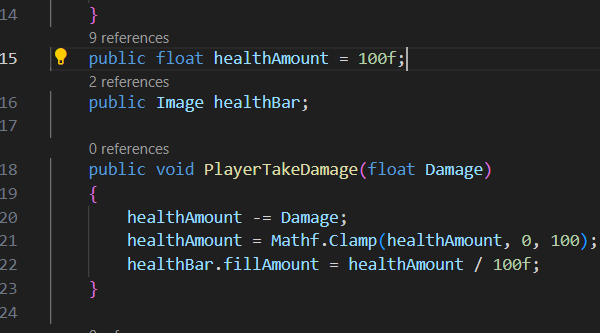 14 }
9 references
15 public float healthAmount = 100f;
2 references
16 public Image healthBar;
17
0 references
18 public void PlayerTakeDamage(float Damage)
19 {
20 healthAmount -= Damage;
21 healthAmount = Mathf.Clamp(healthAmount, 0, 100);
22 healthBar.fillAmount = healthAmount / 100f;
23 }
24